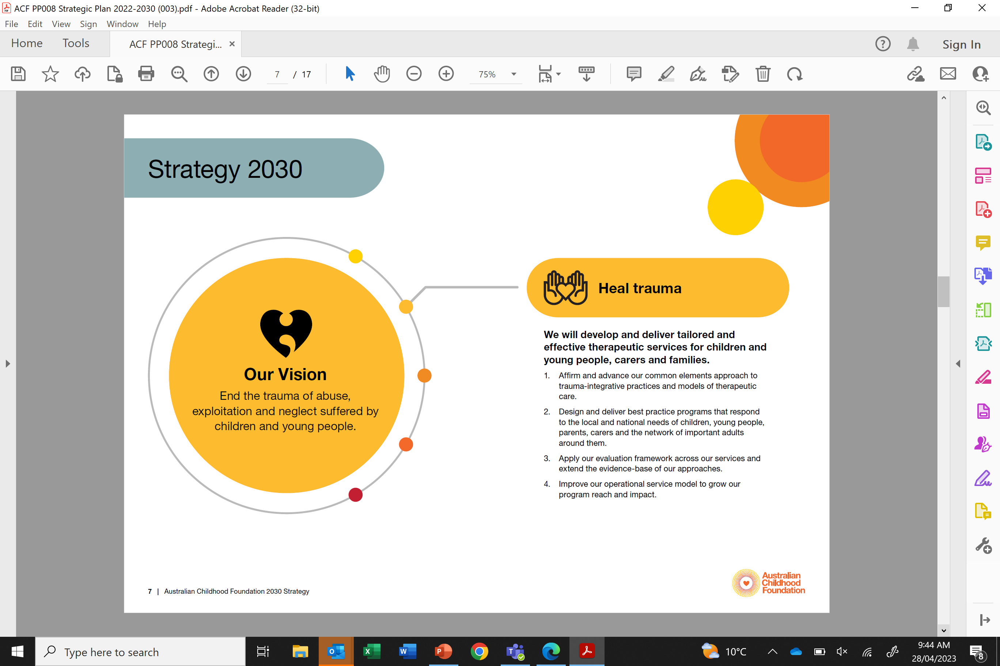 ACF PP008 Strategic Plan 2022-2030 (003).pdf - Adobe Acrobat Reader (32-bit)
File Edit View Sign Window Help
Home Tools ACF PP008 Strategi... Sign In
7 / 17 75%
Strategy 2030
Our Vision
End the trauma of abuse,
exploitation and neglect suffered by
children and young people.
Heal trauma
We will develop and deliver tailored and
effective therapeutic services for children and
young people, carers and families.
1. Affirm and advance our common elements approach to
trauma-integrative practices and models of therapeutic
care.
2. Design and deliver best practice programs that respond
to the local and national needs of children, young people,
parents, carers and the network of important adults
around them.
3. Apply our evaluation framework across our services and
extend the evidence-base of our approaches.
4. Improve our operational service model to grow our
program reach and impact.
7 | Australian Childhood Foundation 2030 Strategy
Australian
Childhood
Foundation
Type here to search
10°C
9:44 AM
28/04/2023
8